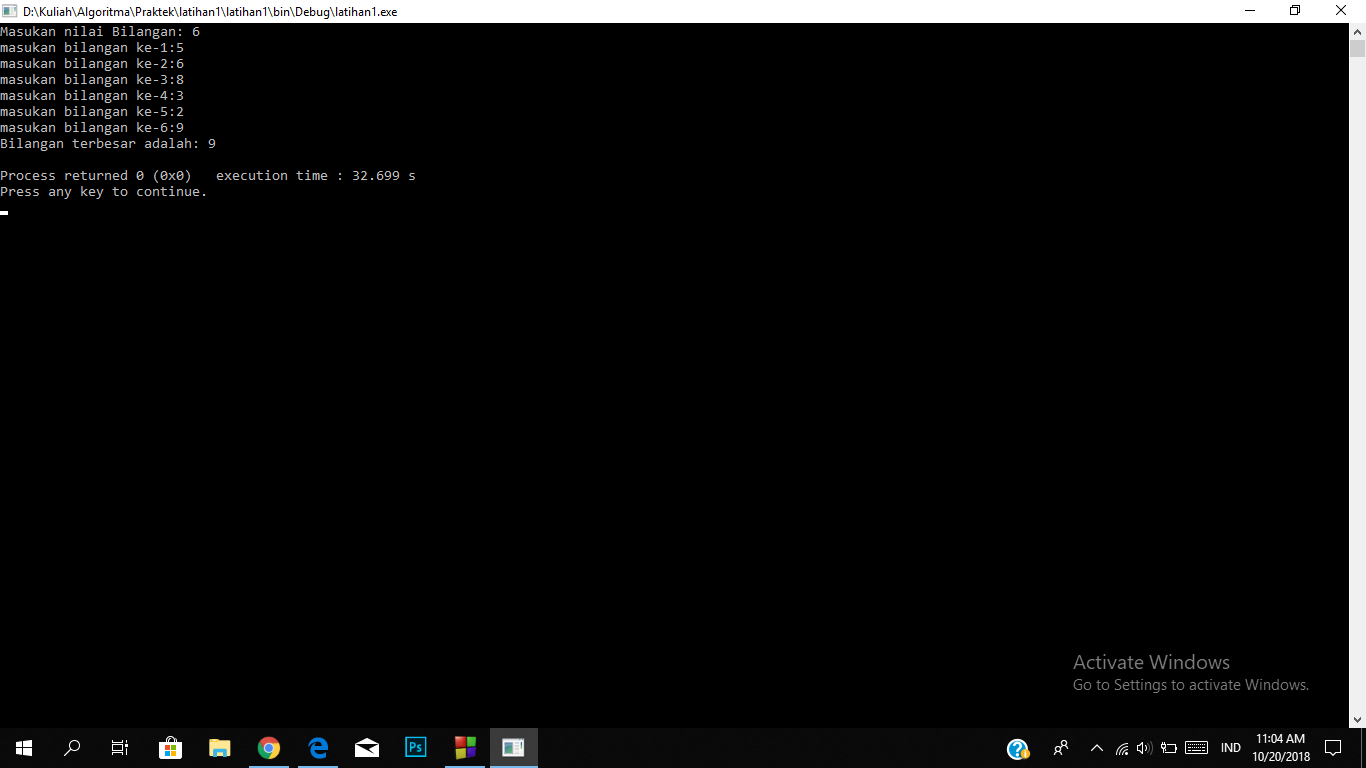 D:\Kuliah\Algoritma\Praktek\latihan1\latihan1\bin\Debug\latihan1.exe
Masukan nilai Bilangan: 6
masukan bilangan ke-1:5
masukan bilangan ke-2:6
masukan bilangan ke-3:8
masukan bilangan ke-4:3
masukan bilangan ke-5:2
masukan bilangan ke-6:9
Bilangan terbesar adalah: 9
Process returned 0 (0x0)   execution time : 32.699 s
Press any key to continue.
Activate Windows
Go to Settings to activate Windows.
Ps
IND
11:04 AM
10/20/2018